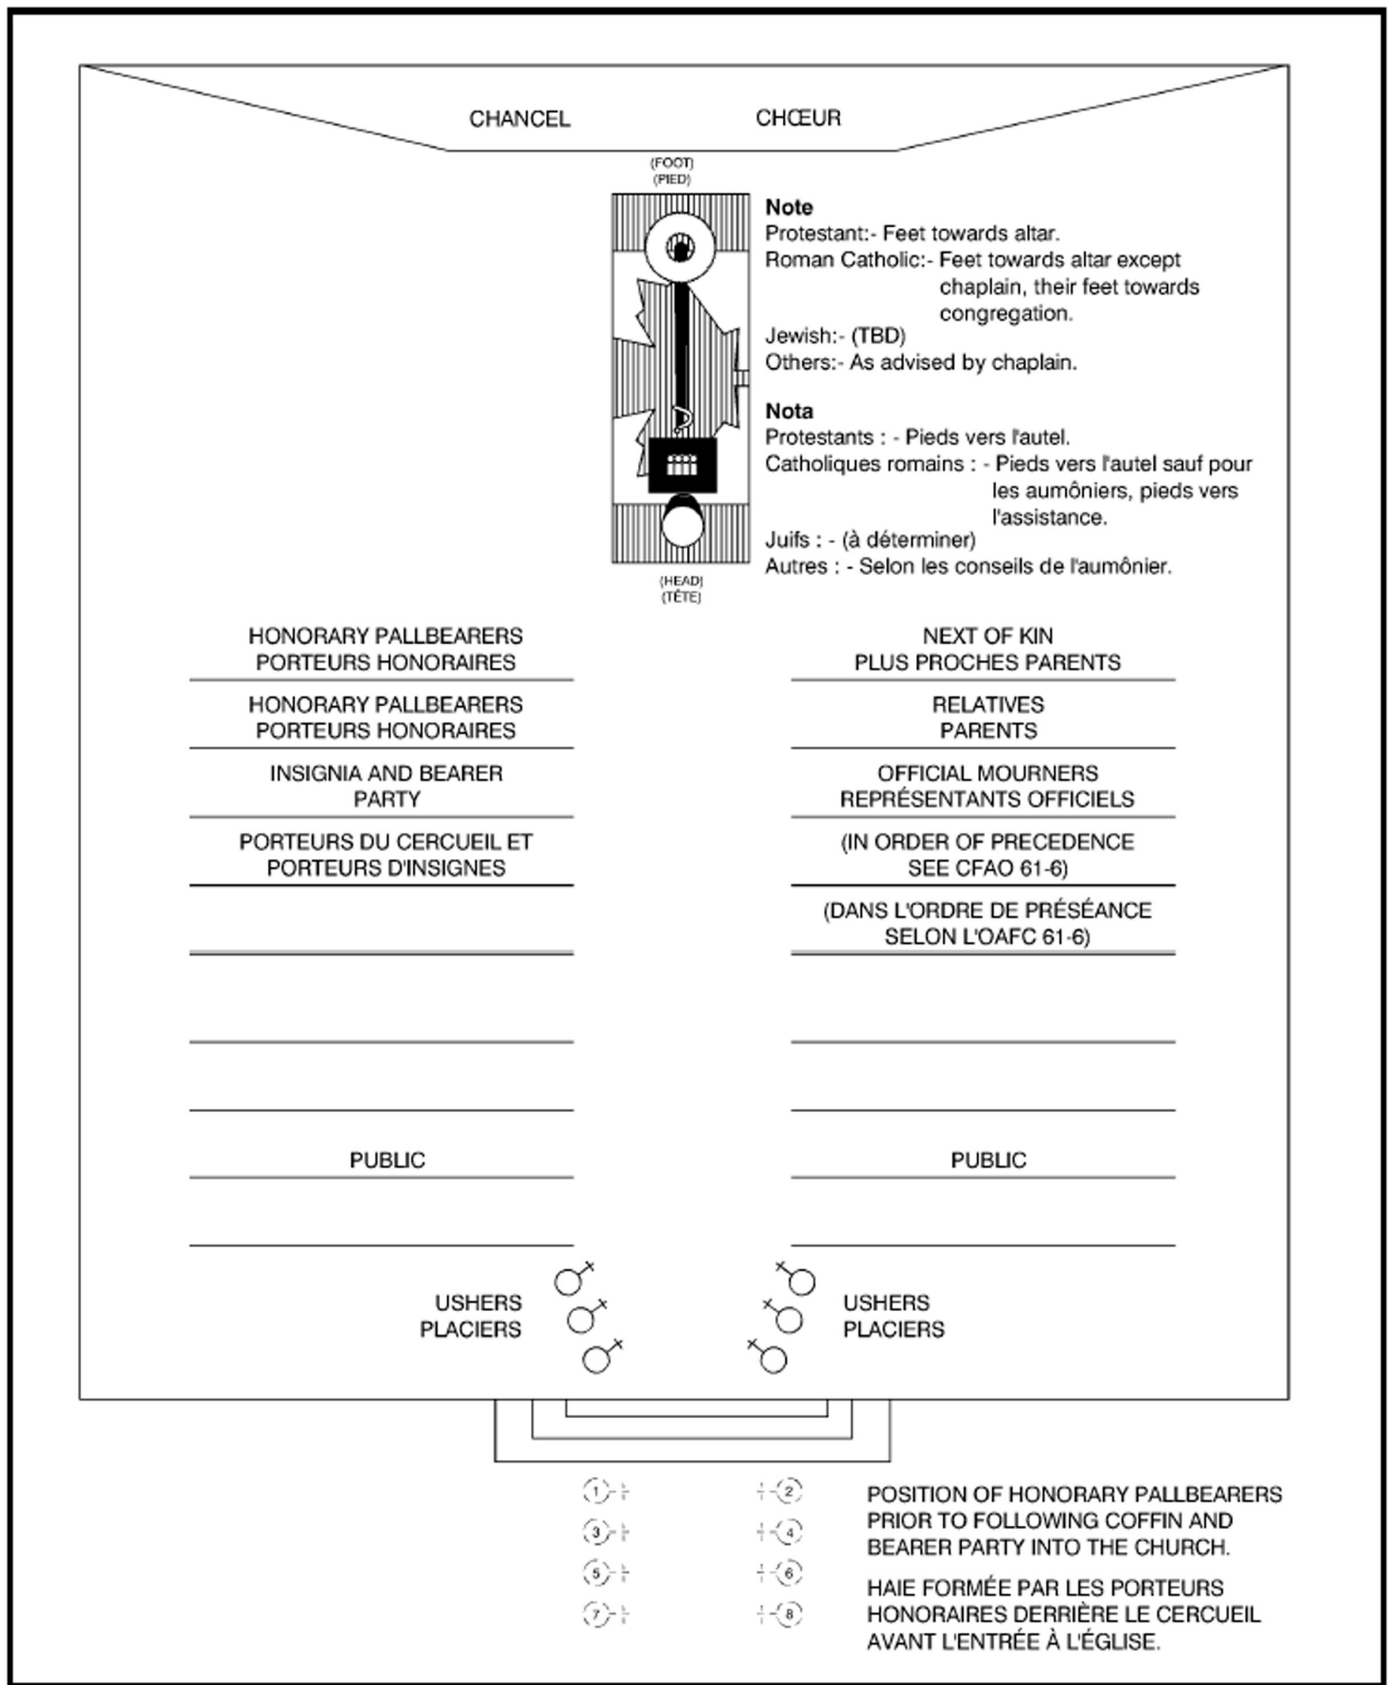 CHANCEL
CHŒUR
(FOOT)
(PIED)
Note
Protestant:- Feet towards altar.
Roman Catholic:- Feet towards altar except
chaplain, their feet towards
congregation.
Jewish:- (TBD)
Others:- As advised by chaplain.
Nota
Protestants : - Pieds vers l'autel.
Catholiques romains : - Pieds vers l'autel sauf pour
les aumôniers, pieds vers
l'assistance.
Juifs : - (à déterminer)
Autres : - Selon les conseils de l'aumônier.
(HEAD)
(TÊTE)
HONORARY PALLBEARERS
PORTEURS HONORAIRES
HONORARY PALLBEARERS
PORTEURS HONORAIRES
INSIGNIA AND BEARER
PARTY
PORTEURS DU CERCUEIL ET
PORTEURS D'INSIGNES
NEXT OF KIN
PLUS PROCHES PARENTS
RELATIVES
PARENTS
OFFICIAL MOURNERS
REPRÉSENTANTS OFFICIELS
(IN ORDER OF PRECEDENCE
SEE CFAO 61-6)
(DANS L'ORDRE DE PRÉSÉANCE
SELON L'OAFC 61-6)
PUBLIC
PUBLIC
USHERS
PLACIERS
USHERS
PLACIERS
1 2
3 4
5 6
7 8
POSITION OF HONORARY PALLBEARERS
PRIOR TO FOLLOWING COFFIN AND
BEARER PARTY INTO THE CHURCH.
HAIE FORMÉE PAR LES PORTEURS
HONORAIRES DERRIÈRE LE CERCUEIL
AVANT L'ENTRÉE À L'ÉGLISE.